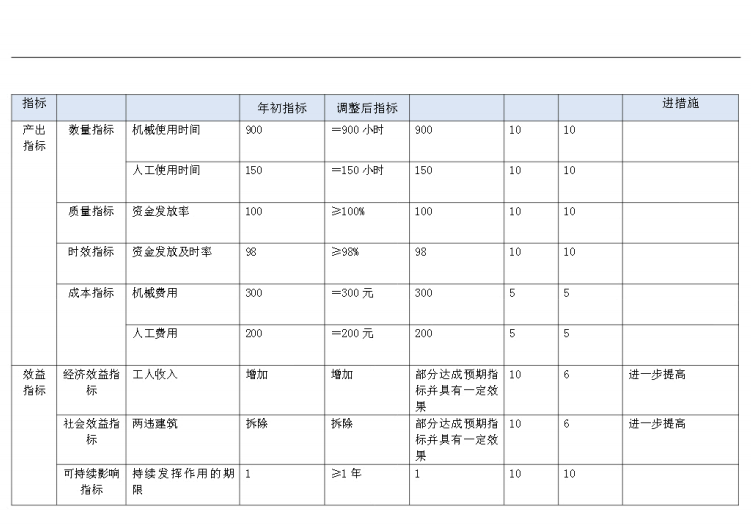 指标 年初指标 调整后指标 进措施
产出指标 数量指标 机械使用时间 900 ＝900 小时 900 10 10
人工使用时间 150 ＝150 小时 150 10 10
质量指标 资金发放率 100 ≥100% 100 10 10
时效指标 资金发放及时率 98 ≥98% 98 10 10
成本指标 机械费用 300 ＝300 元 300 5 5
人工费用 200 ＝200 元 200 5 5
效益指标 经济效益指标 工人收入 增加 增加 部分达成预期指标并具有一定效果 10 6 进一步提高
社会效益指标 两违建筑 拆除 拆除 部分达成预期指标并具有一定效果 10 6 进一步提高
可持续影响指标 持续发挥作用的期限 1 ≥1 年 1 10 10